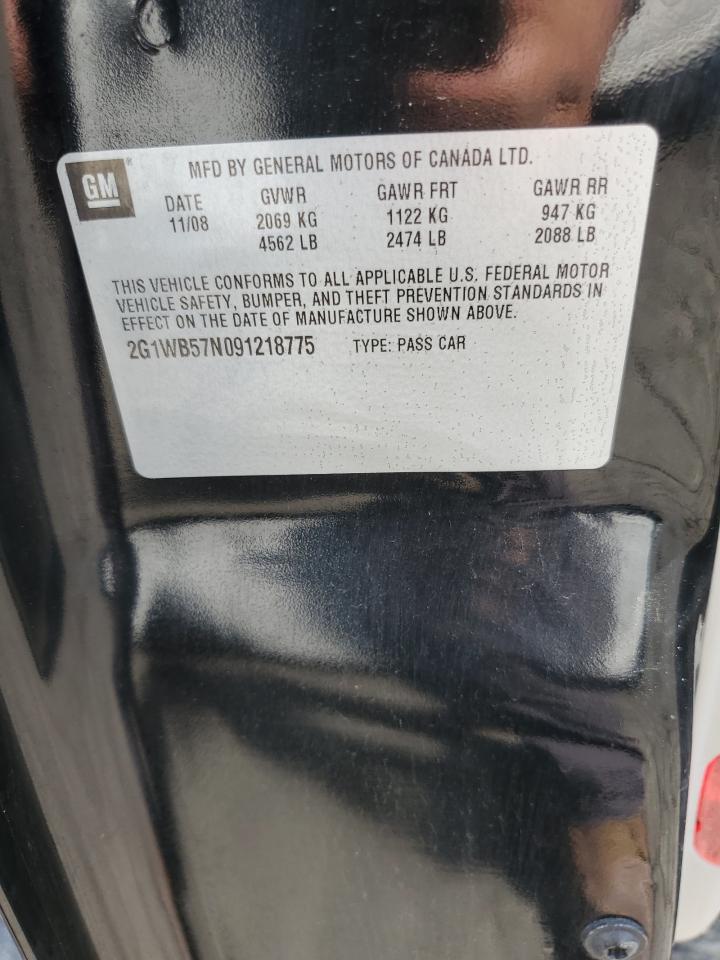 GM ® MFD BY GENERAL MOTORS OF CANADA LTD.
DATE GVWR GAWR FRT GAWR RR
11/08 2069 KG 1122 KG 947 KG
4562 LB 2474 LB 2088 LB
THIS VEHICLE CONFORMS TO ALL APPLICABLE U.S. FEDERAL MOTOR
VEHICLE SAFETY, BUMPER, AND THEFT PREVENTION STANDARDS IN
EFFECT ON THE DATE OF MANUFACTURE SHOWN ABOVE.
2G1WB57N091218775 TYPE: PASS CAR